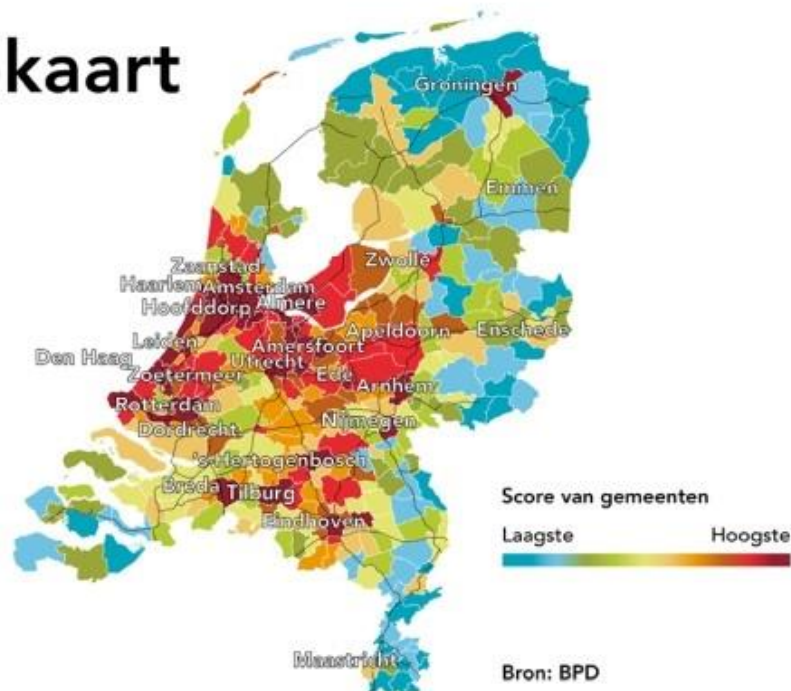 kaart
Groningen
Emmen
Zwolle
Zaanstad
Haarlem
Amsterdam
Hoofddorp
Almere
Leiden
Amersfoort
Apeldoorn
Enschede
Den Haag
Utrecht
Zoetermeer
Ede
Arnhem
Rotterdam
Nijmegen
Dordrecht
's-Hertogenbosch
Breda
Tilburg
Eindhoven
Maastricht
Score van gemeenten
Laagste
Hoogste
Bron: BPD